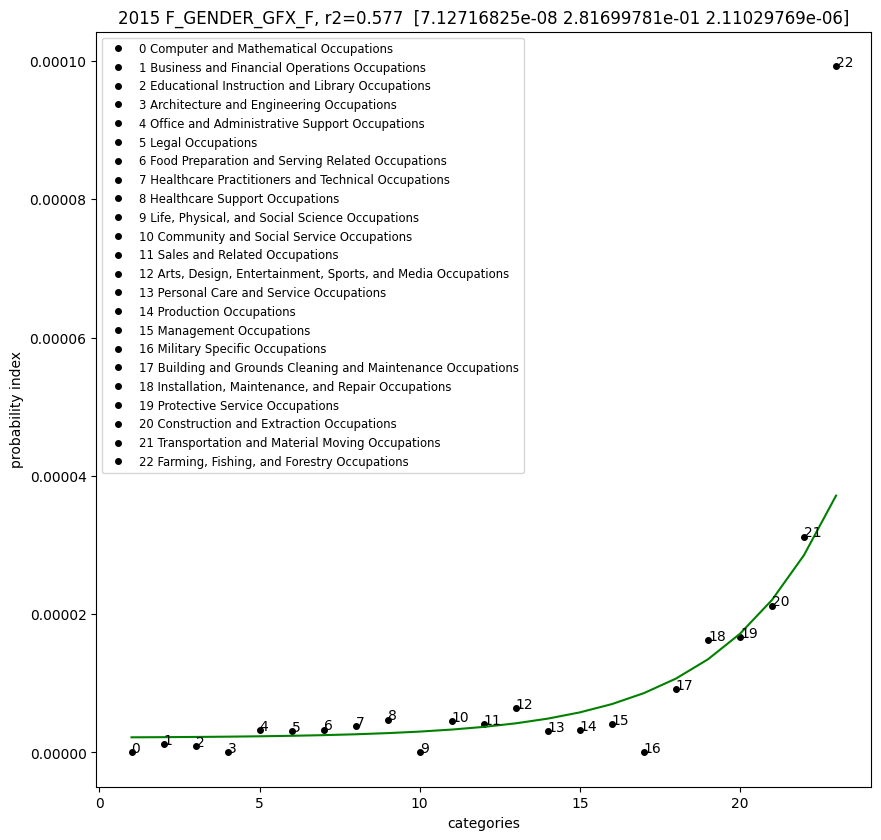 2015 F_GENDER_GFX_F, r2=0.577  [7.12716825e-08 2.81699781e-01 2.11029769e-06]
0 Computer and Mathematical Occupations
1 Business and Financial Operations Occupations
2 Educational Instruction and Library Occupations
3 Architecture and Engineering Occupations
4 Office and Administrative Support Occupations
5 Legal Occupations
6 Food Preparation and Serving Related Occupations
7 Healthcare Practitioners and Technical Occupations
8 Healthcare Support Occupations
9 Life, Physical, and Social Science Occupations
10 Community and Social Service Occupations
11 Sales and Related Occupations
12 Arts, Design, Entertainment, Sports, and Media Occupations
13 Personal Care and Service Occupations
14 Production Occupations
15 Management Occupations
16 Military Specific Occupations
17 Building and Grounds Cleaning and Maintenance Occupations
18 Installation, Maintenance, and Repair Occupations
19 Protective Service Occupations
20 Construction and Extraction Occupations
21 Transportation and Material Moving Occupations
22 Farming, Fishing, and Forestry Occupations
probability index
0.00010
0.00008
0.00006
0.00004
0.00002
0.00000
0
1
2
3
4
5
6
7
8
9
10
11
12
13
14
15
16
17
18
19
20
21
22
0
5
10
15
20
categories